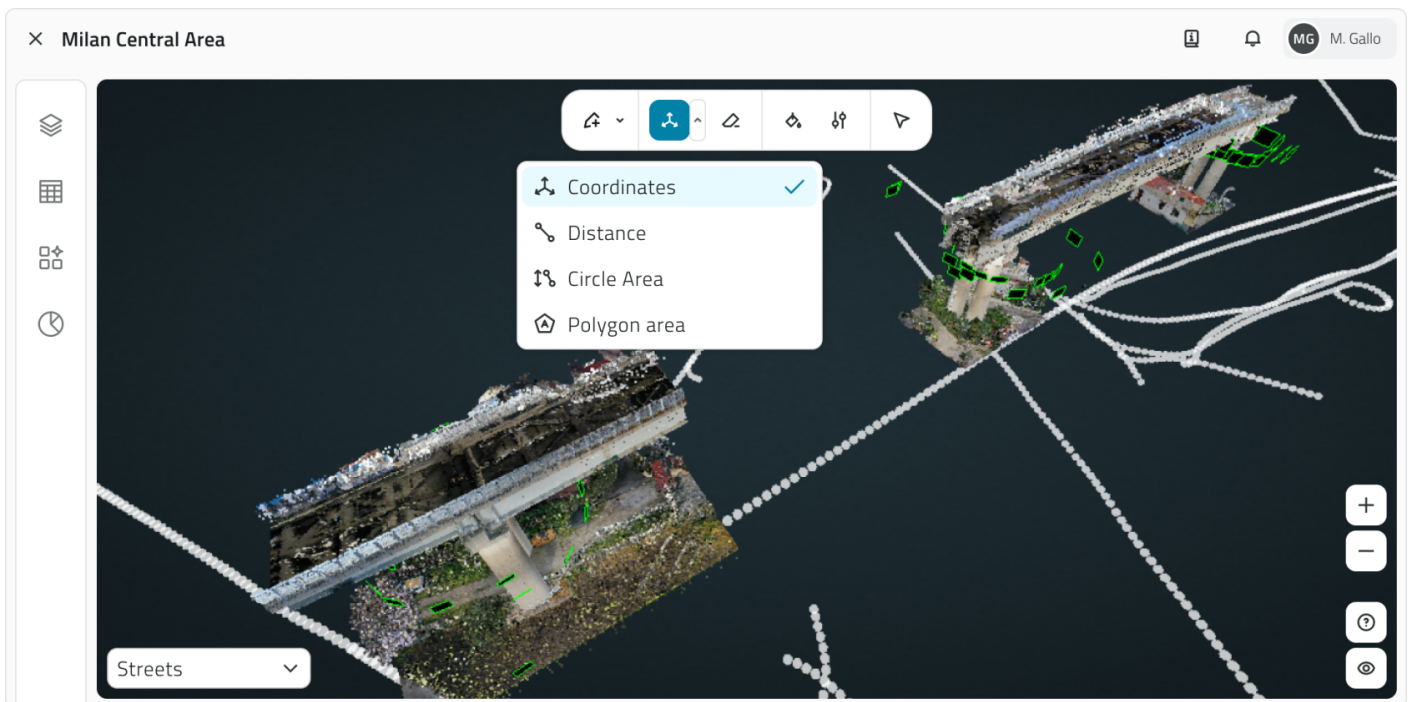 Milan Central Area
MG M. Gallo
Coordinates
Distance
Circle Area
Polygon area
Streets